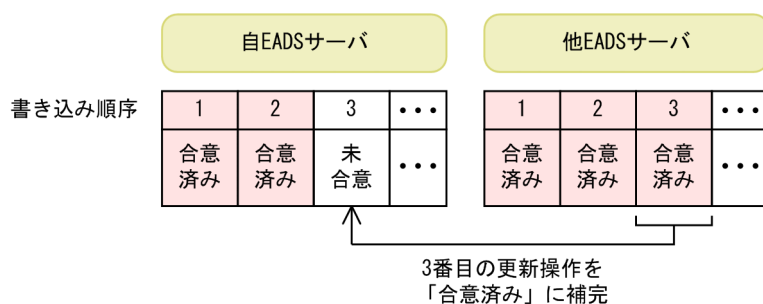 自EADSサーバ 他EADSサーバ
書き込み順序 1 2 3 ・・・ 1 2 3 ・・・
合意済み 合意済み 未合意 ・・・ 合意済み 合意済み 合意済み ・・・
3番目の更新操作を
「合意済み」に補完